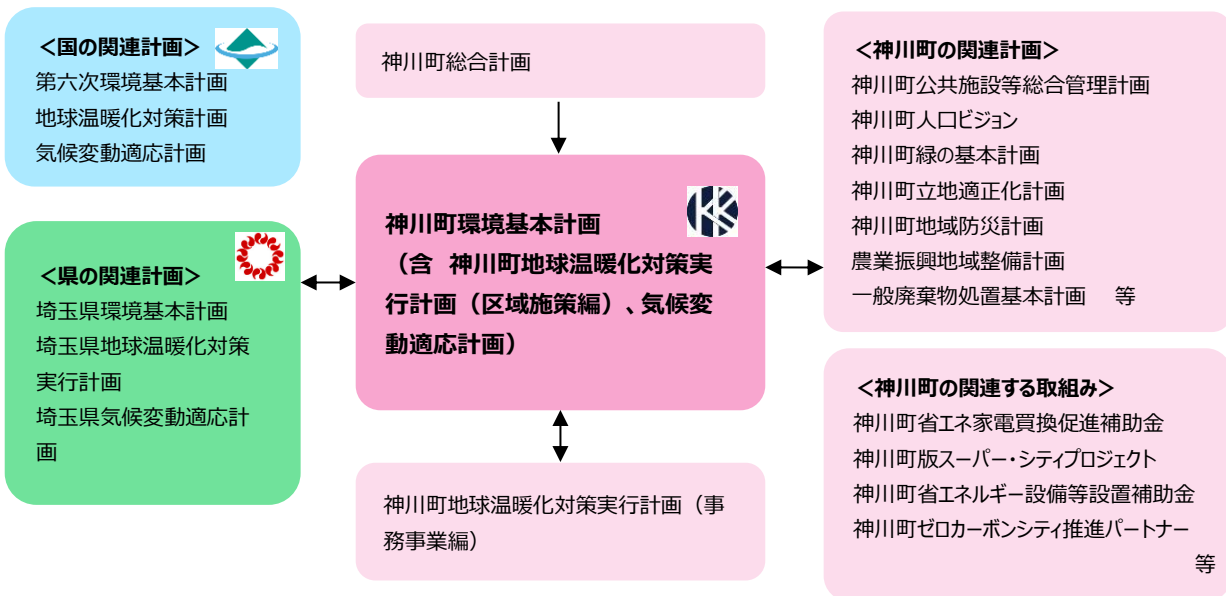 ＜国の関連計画＞
第六次環境基本計画
地球温暖化対策計画
気候変動適応計画
＜県の関連計画＞
埼玉県環境基本計画
埼玉県地球温暖化対策
実行計画
埼玉県気候変動適応計
画
神川町総合計画
神川町環境基本計画
（含　神川町地球温暖化対策実
行計画（区域施策編）、気候変
動適応計画）
神川町地球温暖化対策実行計画（事
務事業編）
＜神川町の関連計画＞
神川町公共施設等総合管理計画
神川町人口ビジョン
神川町緑の基本計画
神川町立地適正化計画
神川町地域防災計画
農業振興地域整備計画
一般廃棄物処置基本計画　等
＜神川町の関連する取組み＞
神川町省エネ家電買換促進補助金
神川町版スーパー・シティプロジェクト
神川町省エネルギー設備等設置補助金
神川町ゼロカーボンシティ推進パートナー
等